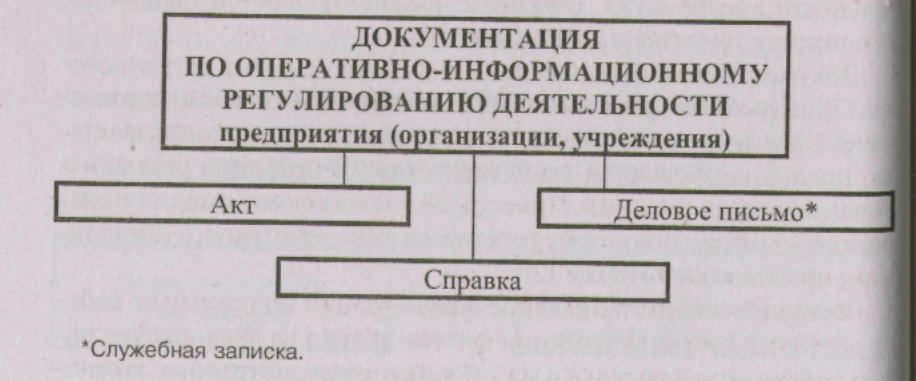 ДОКУМЕНТАЦИЯ
ПО ОПЕРАТИВНО-ИНФОРМАЦИОННОМУ
РЕГУЛИРОВАНИЮ ДЕЯТЕЛЬНОСТИ
предприятия (организации, учреждения)
Акт
Деловое письмо*
Справка
*Служебная записка.